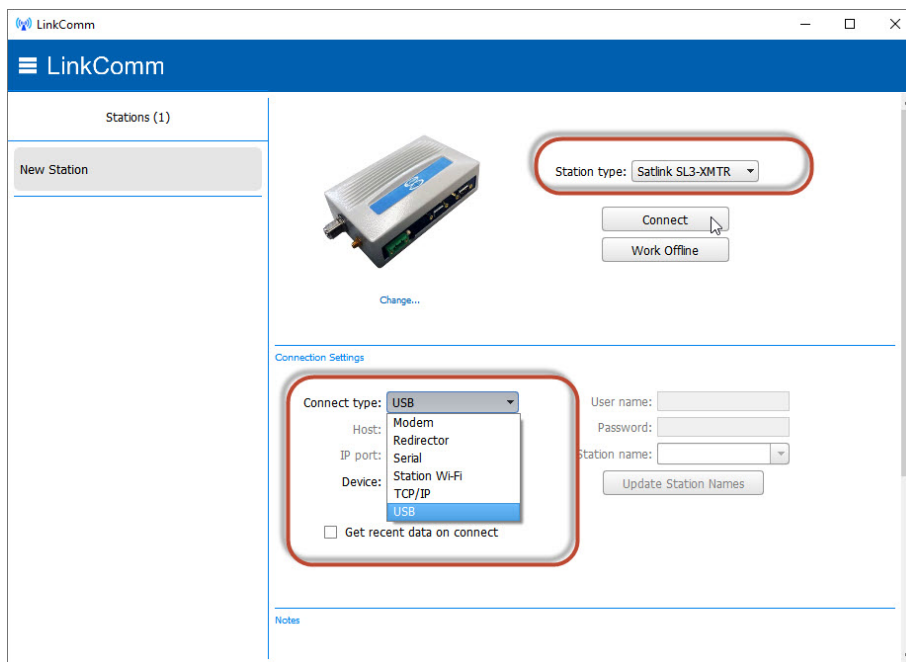 LinkComm
LinkComm
Stations (1)
New Station
Station type: Satlink SL3-XMTR
Connect
Work Offline
Change...
Connection Settings
Connect type: USB
Modem
Redirector
Serial
Station Wi-Fi
TCP/IP
USB
Host:
IP port:
Device:
Get recent data on connect
User name:
Password:
Station name:
Update Station Names
Notes